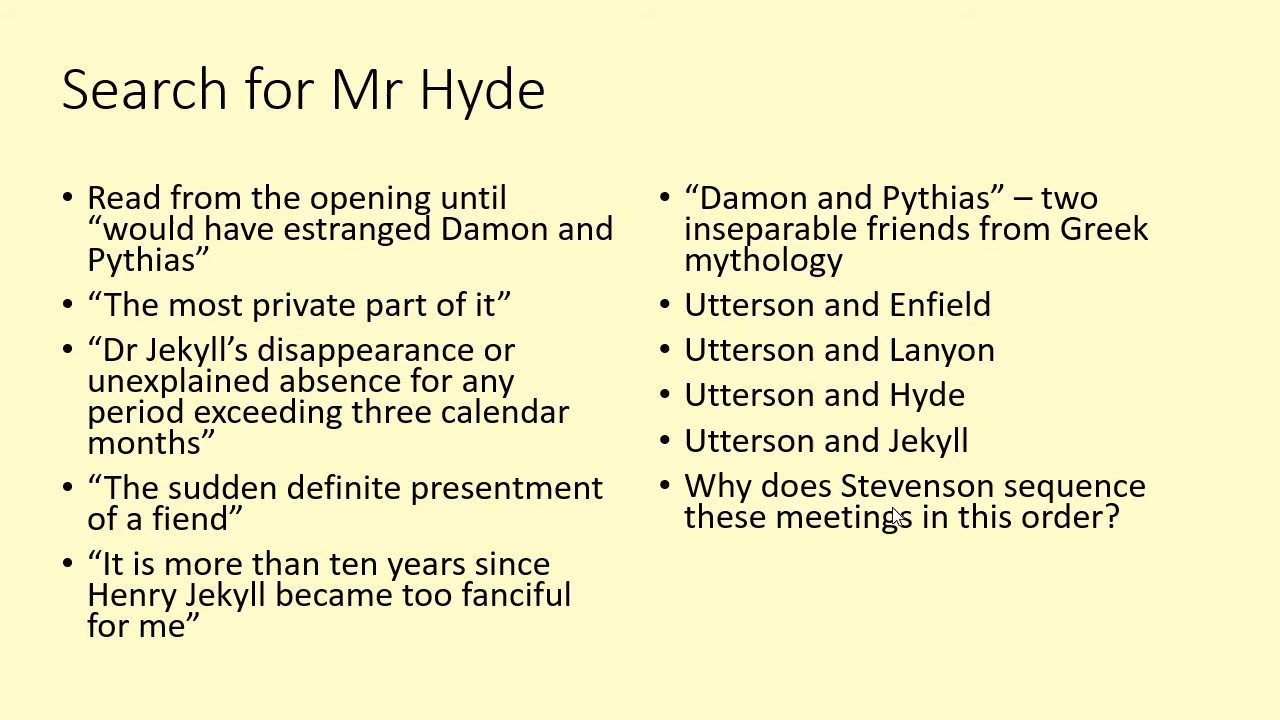 Search for Mr Hyde
• Read from the opening until
“would have estranged Damon and
Pythias”
• “The most private part of it”
• “Dr Jekyll’s disappearance or
unexplained absence for any
period exceeding three calendar
months”
• “The sudden definite presentment
of a fiend”
• “It is more than ten years since
Henry Jekyll became too fanciful
for me”
• “Damon and Pythias” – two
inseparable friends from Greek
mythology
• Utterson and Enfield
• Utterson and Lanyon
• Utterson and Hyde
• Utterson and Jekyll
• Why does Stevenson sequence
these meetings in this order?